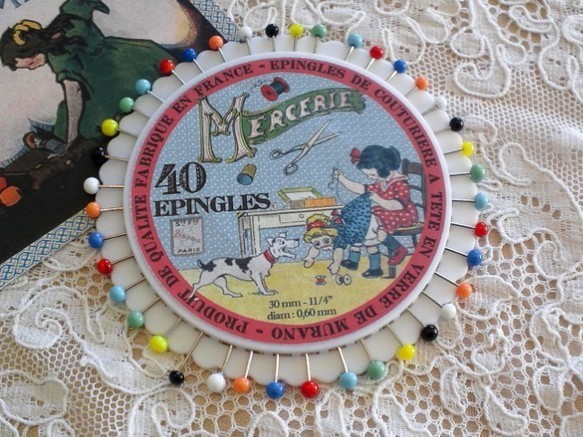 PRODUIT DE QUALITE FABRIQUE EN FRANCE - EPINGLES DE COUTURIERE A TETE EN VERRE DE MURANO -
MERCERIE
40
EPINGLES
PARIS
30 mm - 11/4"
diam : 0,60 mm